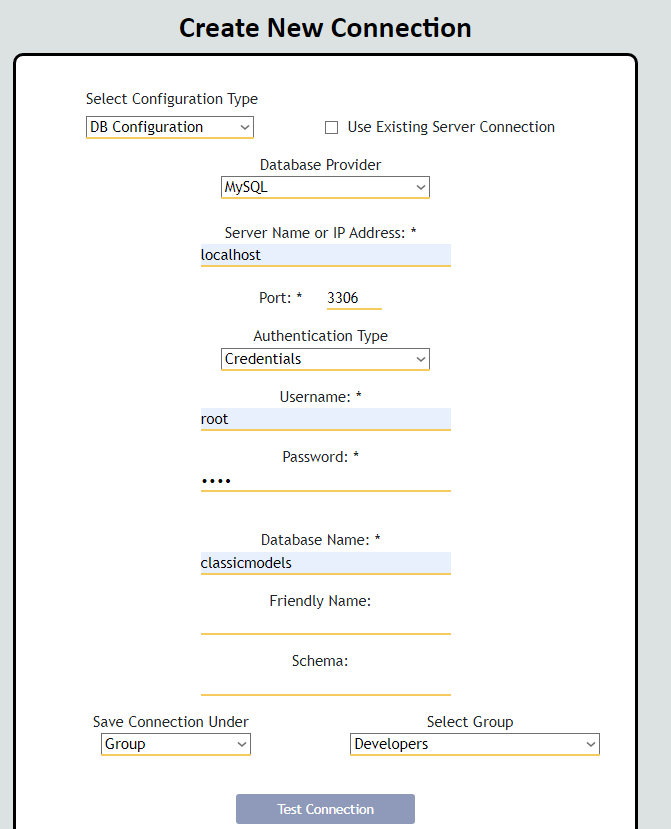 Create New Connection
Select Configuration Type
DB Configuration
Use Existing Server Connection
Database Provider
MySQL
Server Name or IP Address: *
localhost
Port: * 3306
Authentication Type
Credentials
Username: *
root
Password: *
••••
Database Name: *
classicmodels
Friendly Name:
Schema:
Save Connection Under
Group
Select Group
Developers
Test Connection